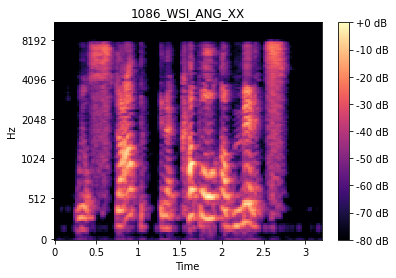 1086_WSI_ANG_XX
+0 dB
8192
-10 dB
4096
-20 dB
-30 dB
2048
-40 dB
Hz
1024
-50 dB
512
-60 dB
-70 dB
0
-80 dB
0 0.5 1 1.5 2 2.5 3
Time